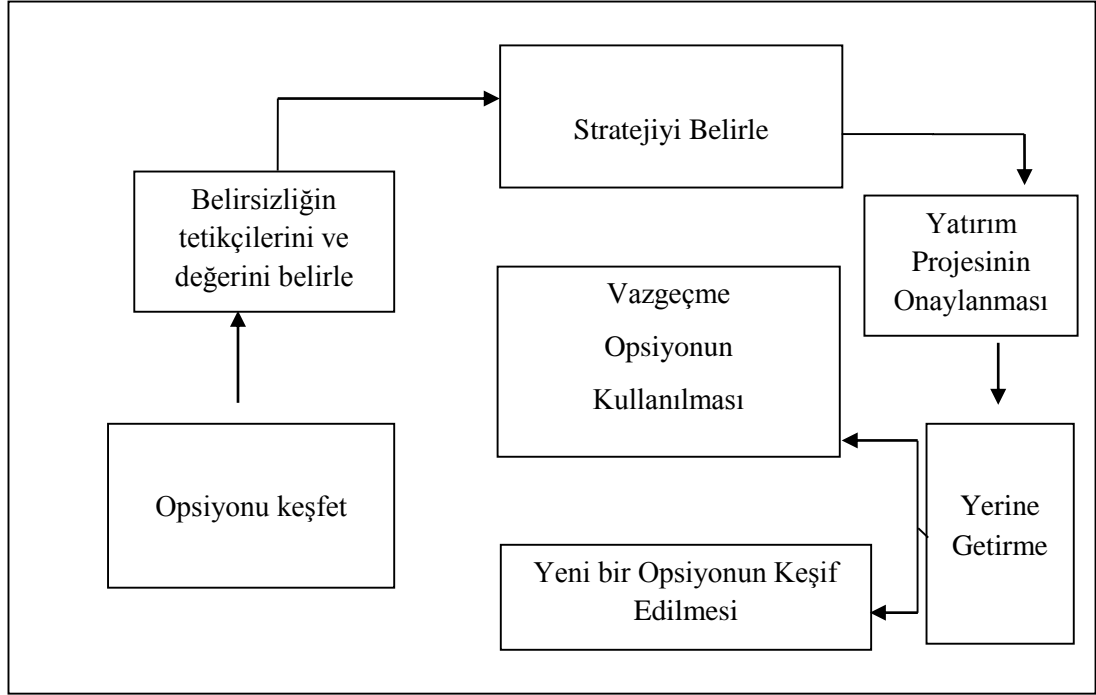 Stratejiyi Belirle
Belirsizliğin
tetikçilerini ve
değerini belirle
Yatırım
Projesinin
Onaylanması
Vazgeçme
Opsiyonun
Kullanılması
Opsiyonu keşfet
Yerine
Getirme
Yeni bir Opsiyonun Keşif
Edilmesi